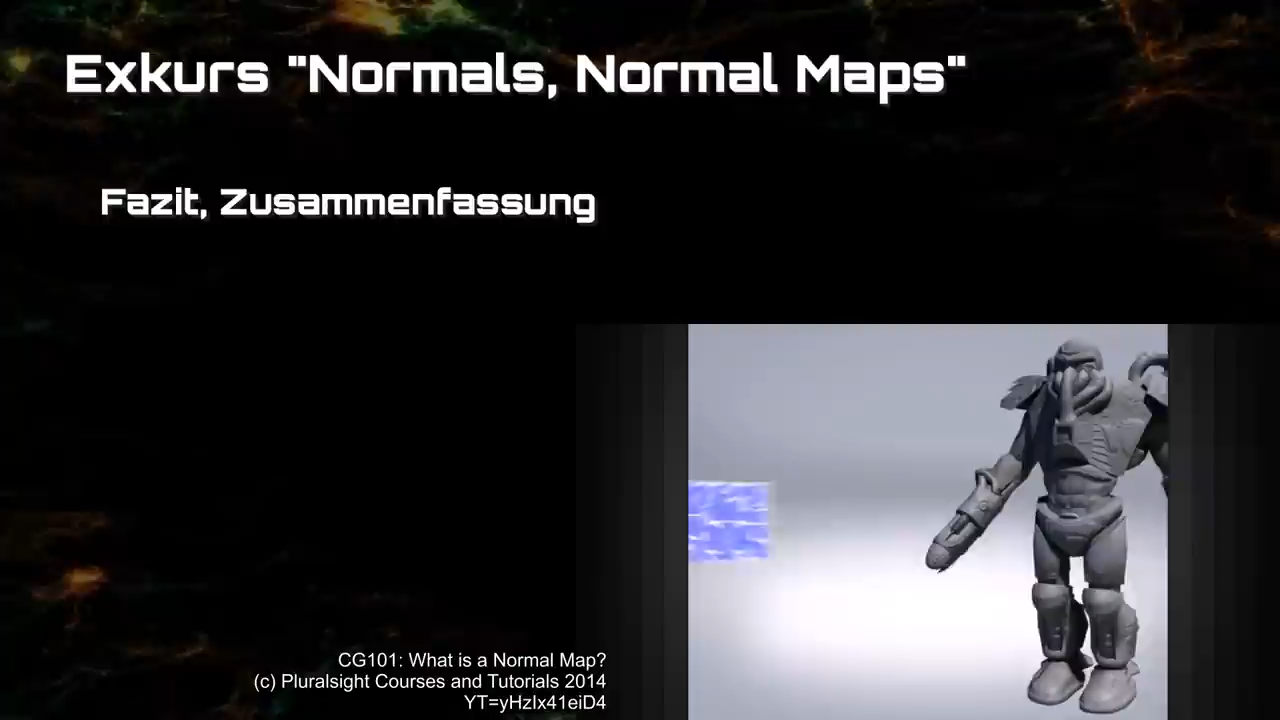 Exkurs "Normals, Normal Maps"
Fazit, Zusammenfassung
CG101: What is a Normal Map?
(c) Pluralsight Courses and Tutorials 2014
YT=yHzIx41eiD4